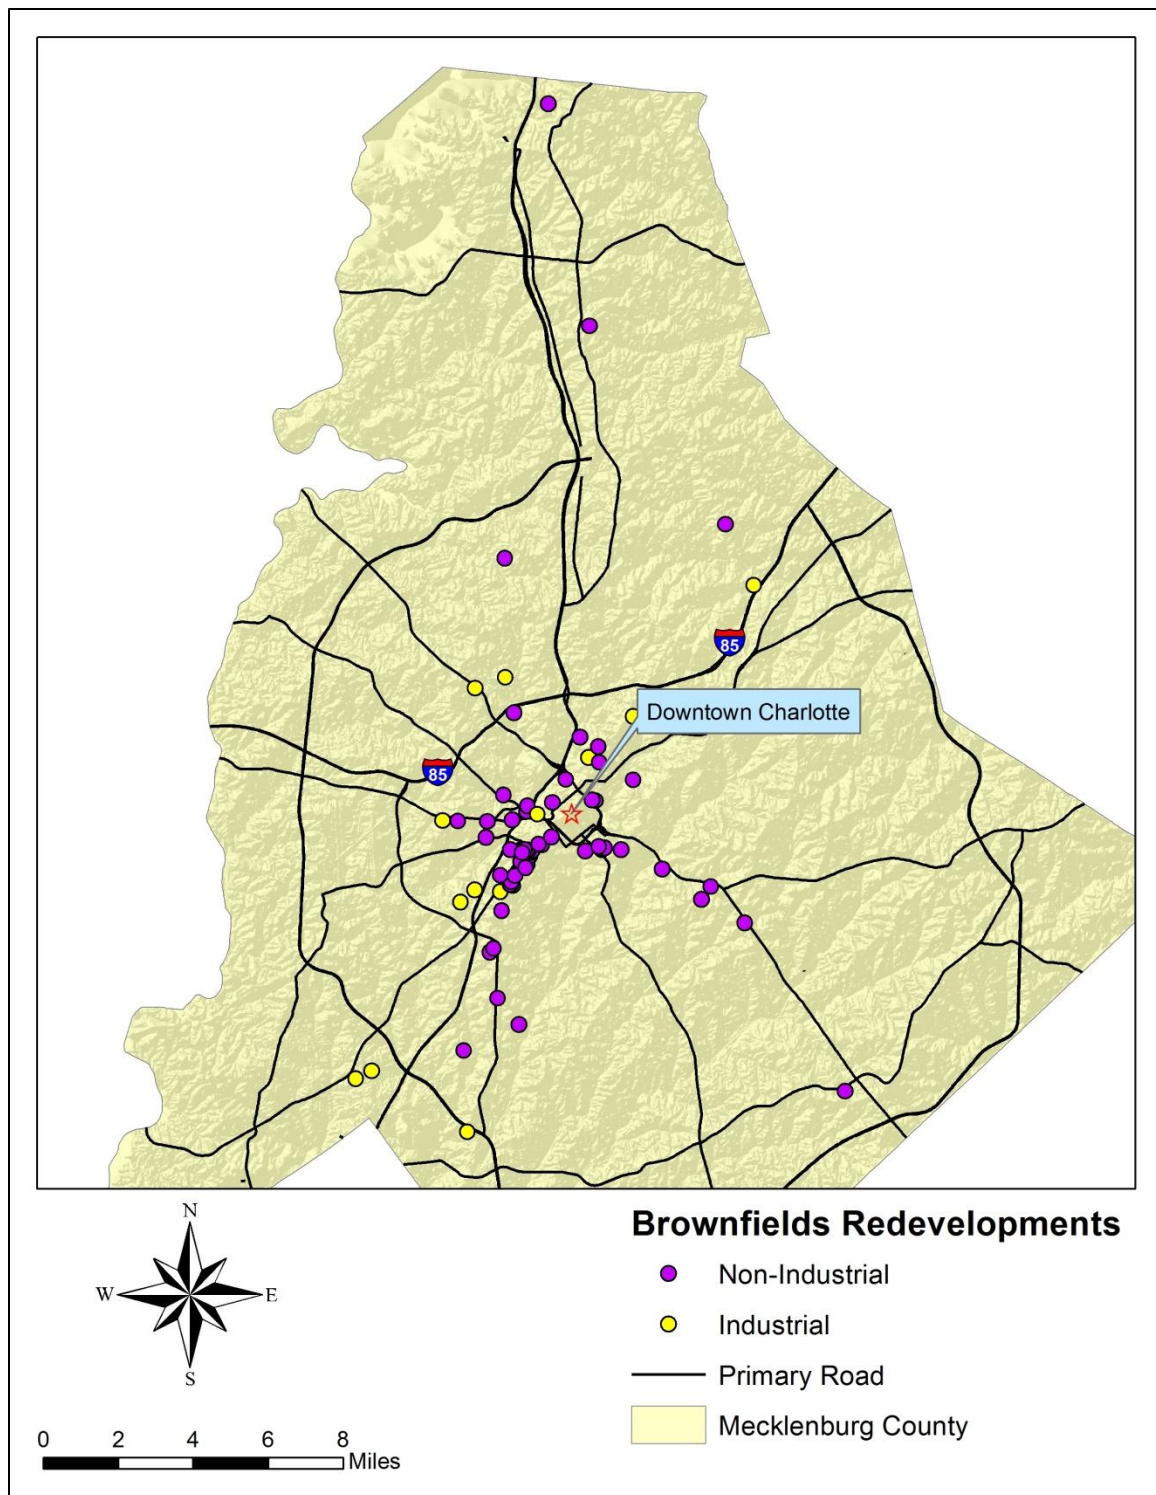 85
Downtown Charlotte
85
N
W
E
S
0 2 4 6 8
Miles
Brownfields Redevelopments
Non-Industrial
Industrial
Primary Road
Mecklenburg County